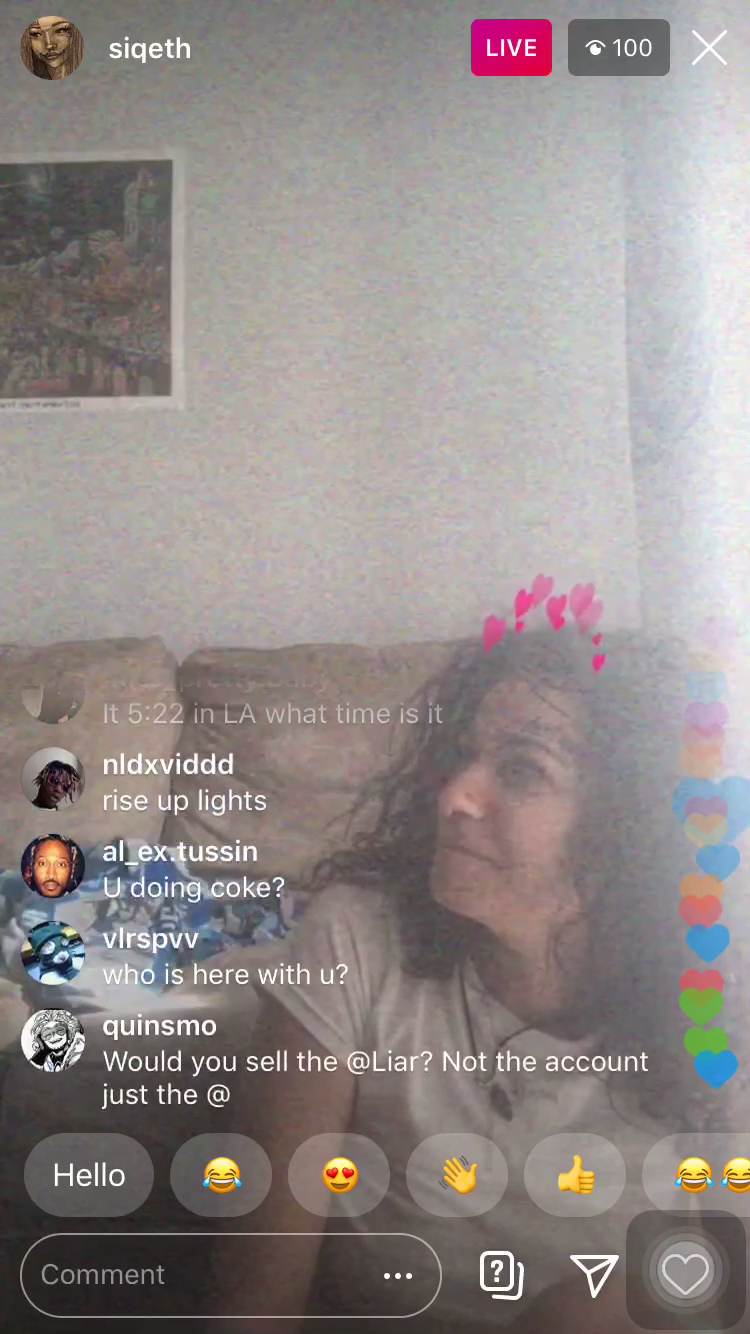 siqeth
LIVE
100
It 5:22 in LA what time is it
nldxviddd
rise up lights
al_ex.tussin
U doing coke?
vlrspvv
who is here with u?
quinsmo
Would you sell the @Liar? Not the account
just the @
Hello
Comment